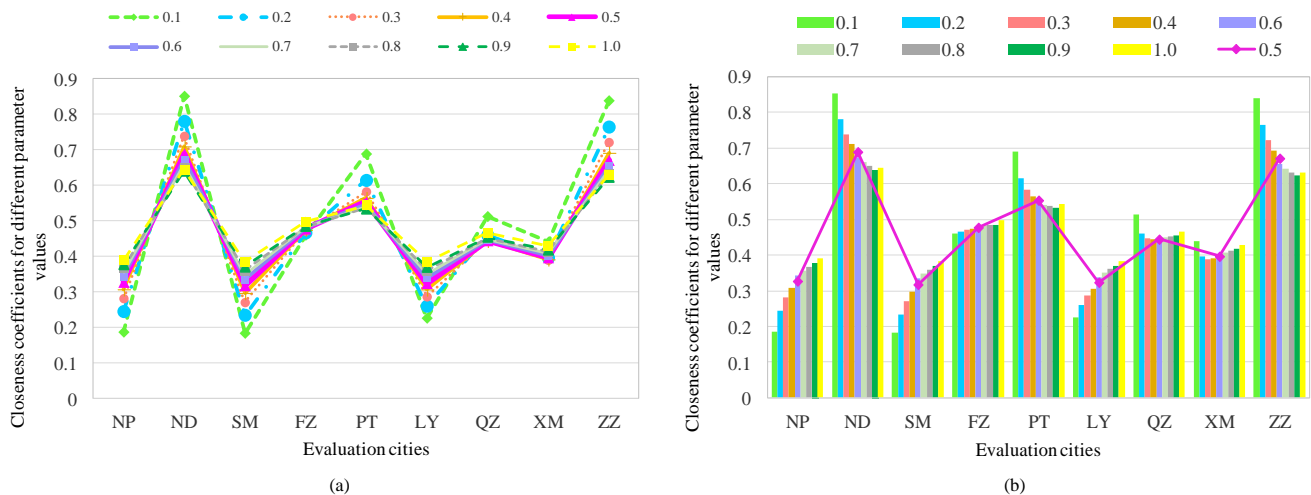 0.1 0.2 0.3 0.4 0.5
0.6 0.7 0.8 0.9 1.0
Closeness coefficients for different parameter
values
0.9
0.8
0.7
0.6
0.5
0.4
0.3
0.2
0.1
0
NP ND SM FZ PT LY QZ XM ZZ
Evaluation cities
(a)
0.1 0.2 0.3 0.4 0.6
0.7 0.8 0.9 1.0 0.5
Closeness coefficients for different parameter
values
0.9
0.8
0.7
0.6
0.5
0.4
0.3
0.2
0.1
0
NP ND SM FZ PT LY QZ XM ZZ
Evaluation cities
(b)